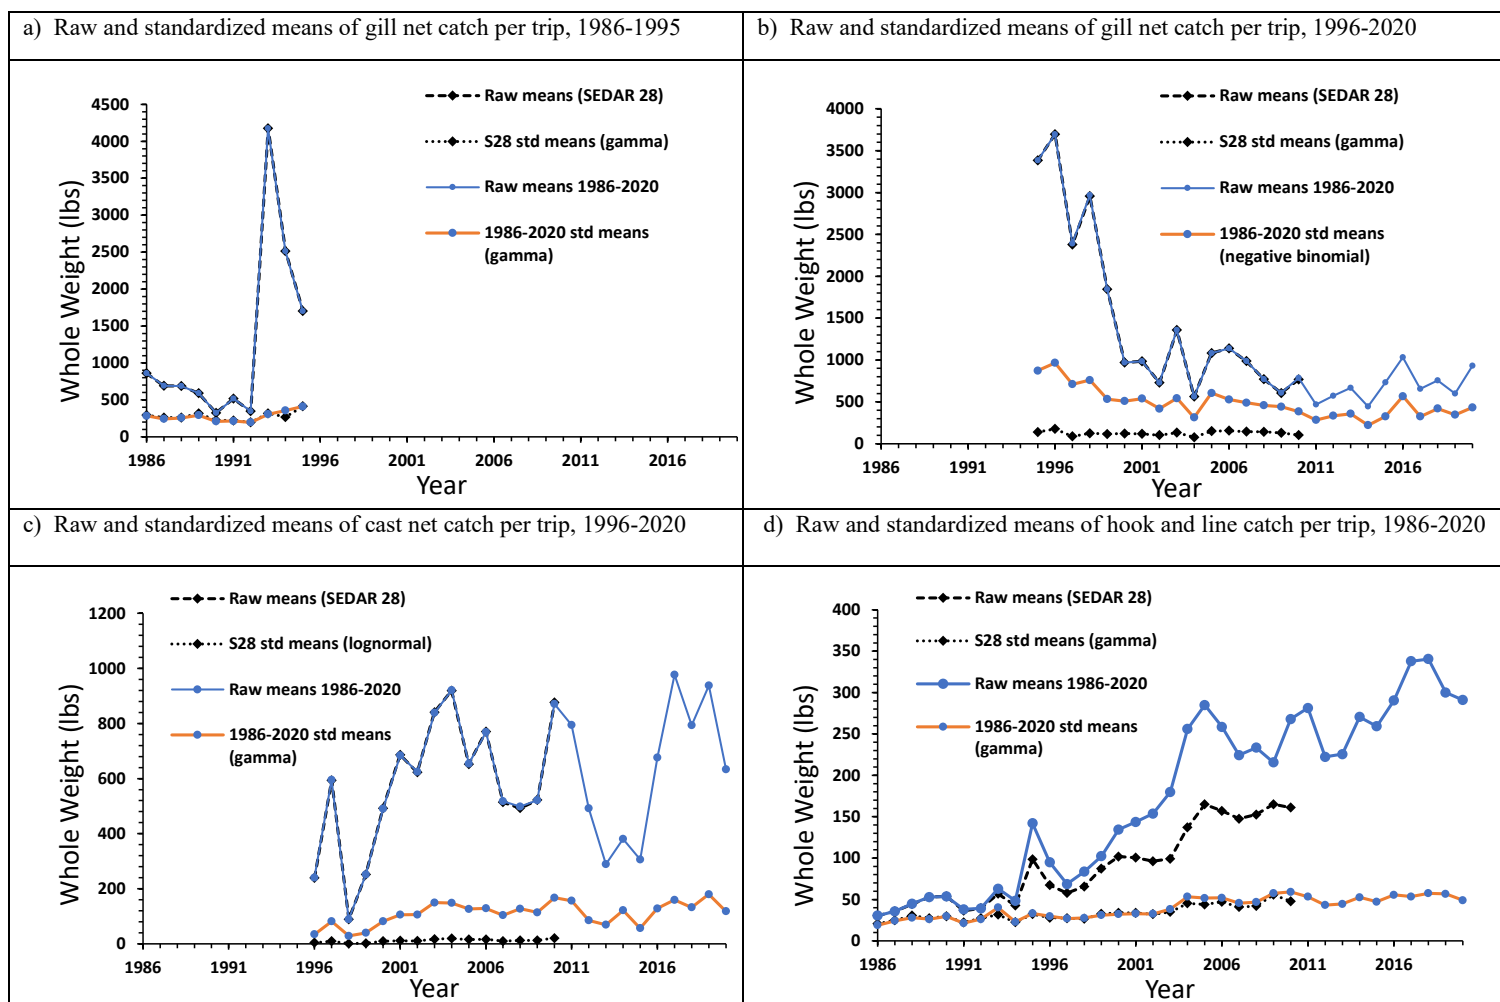 a) Raw and standardized means of gill net catch per trip, 1986-1995
Raw means (SEDAR 28)
S28 std means (gamma)
Raw means 1986-2020
1986-2020 std means
(gamma)
Whole Weight (lbs)
4500
4000
3500
3000
2500
2000
1500
1000
500
0
1986
1991
1996
2001
2006
2011
2016
Year
b) Raw and standardized means of gill net catch per trip, 1996-2020
Raw means (SEDAR 28)
S28 std means (gamma)
Raw means 1986-2020
1986-2020 std means
(negative binomial)
Whole Weight (lbs)
4000
3500
3000
2500
2000
1500
1000
500
0
1986
1991
1996
2001
2006
2011
2016
Year
c) Raw and standardized means of cast net catch per trip, 1996-2020
Raw means (SEDAR 28)
S28 std means (lognormal)
Raw means 1986-2020
1986-2020 std means
(gamma)
Whole Weight (lbs)
1200
1000
800
600
400
200
0
1986
1991
1996
2001
2006
2011
2016
Year
d) Raw and standardized means of hook and line catch per trip, 1986-2020
Raw means (SEDAR 28)
S28 std means (gamma)
Raw means 1986-2020
1986-2020 std means
(gamma)
Whole Weight (lbs)
400
350
300
250
200
150
100
50
0
1986
1991
1996
2001
2006
2011
2016
Year